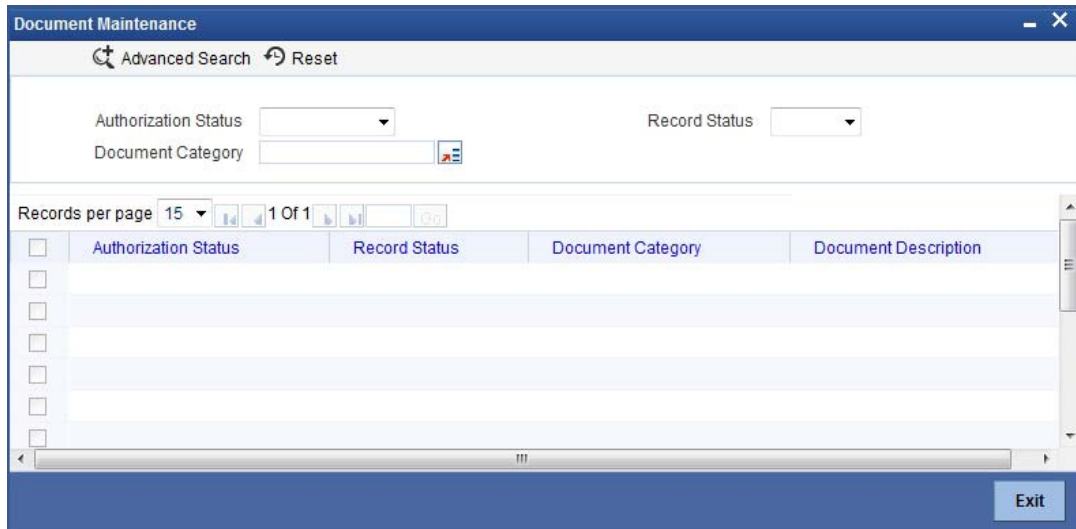 Document Maintenance
Advanced Search Reset
Authorization Status Record Status
Document Category
Records per page 15 1 Of 1 Go
Authorization Status Record Status Document Category Document Description
Exit